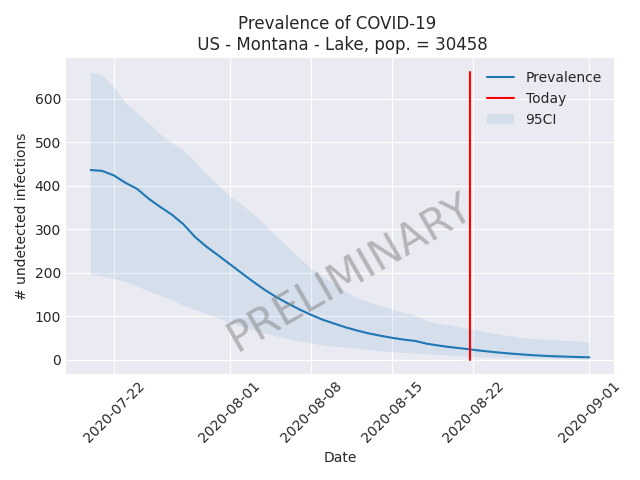 Prevalence of COVID-19
US - Montana - Lake, pop. = 30458
Prevalence
Today
95CI
# undetected infections
600
500
400
300
200
100
0
PRELIMINARY
2020-07-22
2020-08-01
2020-08-08
2020-08-15
2020-08-22
2020-09-01
Date